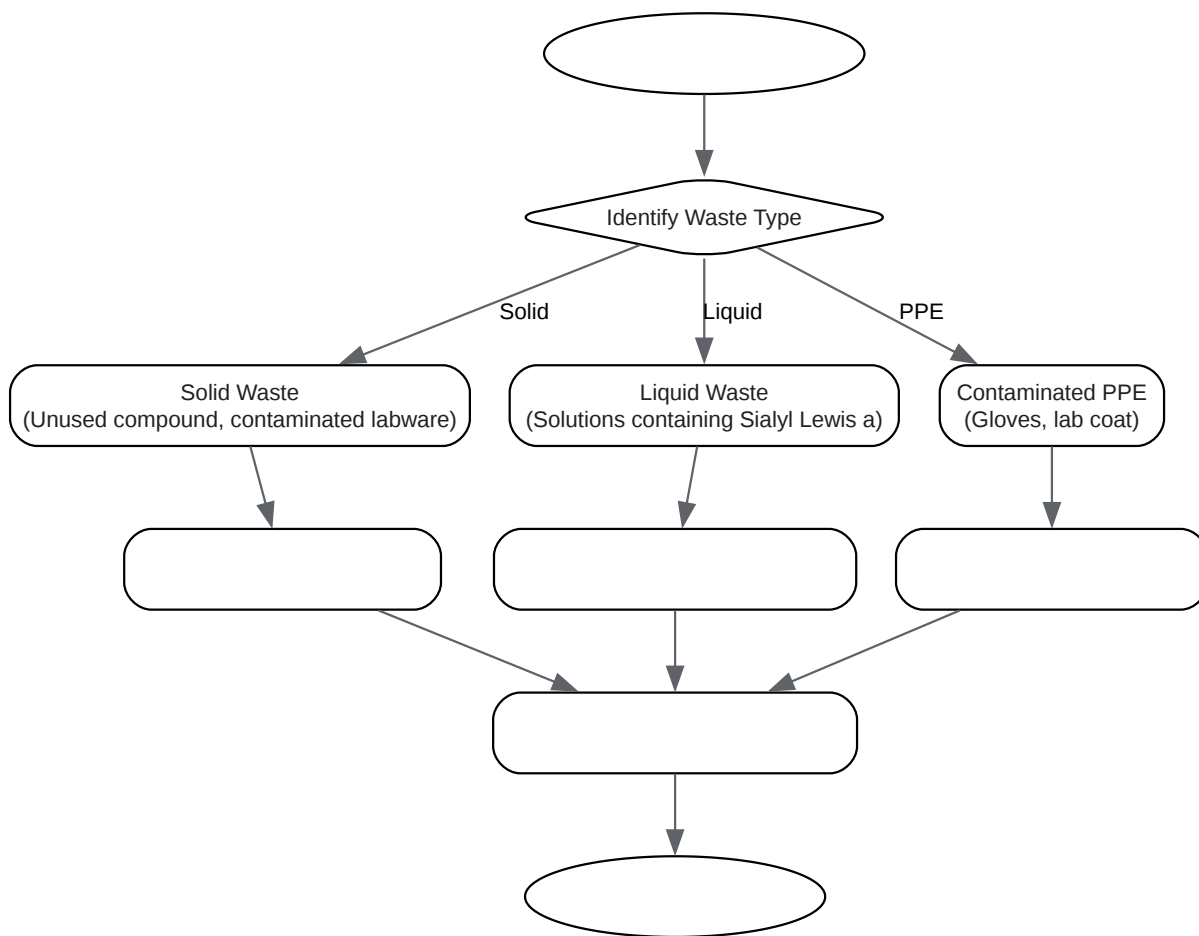 Identify Waste Type
Solid
Liquid
PPE
Solid Waste
(Unused compound, contaminated labware)
Liquid Waste
(Solutions containing Sialyl Lewis a)
Contaminated PPE
(Gloves, lab coat)